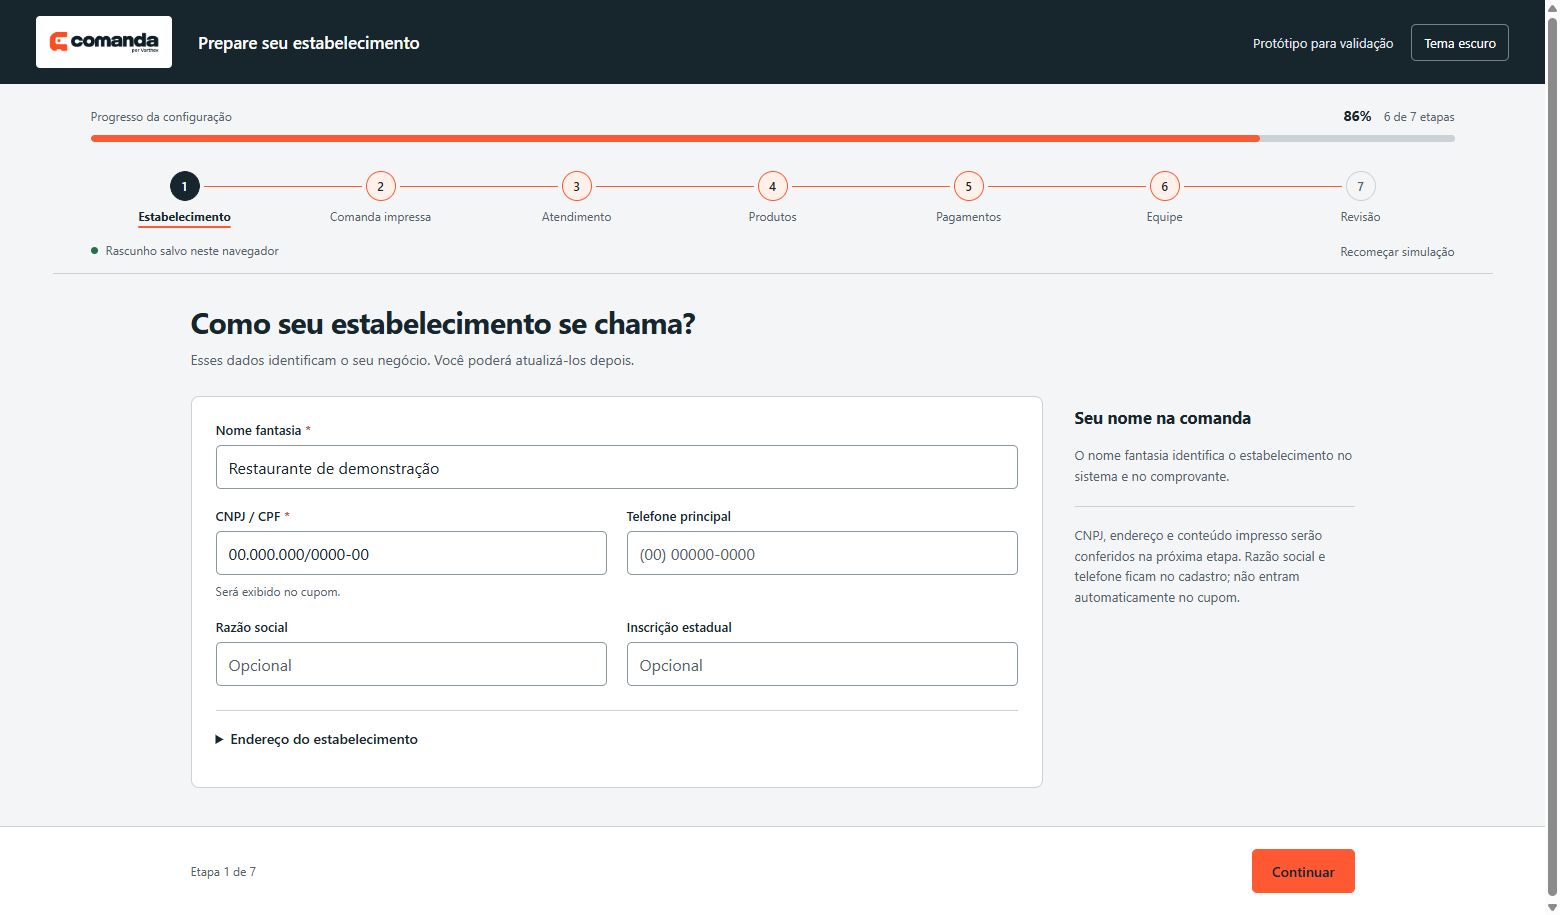 comanda
por Vorthex
Prepare seu estabelecimento
Protótipo para validação
Tema escuro
Progresso da configuração
86% 6 de 7 etapas
1 2 3 4 5 6 7
Estabelecimento Comanda impressa Atendimento Produtos Pagamentos Equipe Revisão
Rascunho salvo neste navegador
Recomeçar simulação
Como seu estabelecimento se chama?
Esses dados identificam o seu negócio. Você poderá atualizá-los depois.
Nome fantasia *
Restaurante de demonstração
CNPJ / CPF *
00.000.000/0000-00
Será exibido no cupom.
Telefone principal
(00) 00000-0000
Razão social
Opcional
Inscrição estadual
Opcional
Endereço do estabelecimento
Seu nome na comanda
O nome fantasia identifica o estabelecimento no
sistema e no comprovante.
CNPJ, endereço e conteúdo impresso serão
conferidos na próxima etapa. Razão social e
telefone ficam no cadastro; não entram
automaticamente no cupom.
Etapa 1 de 7
Continuar